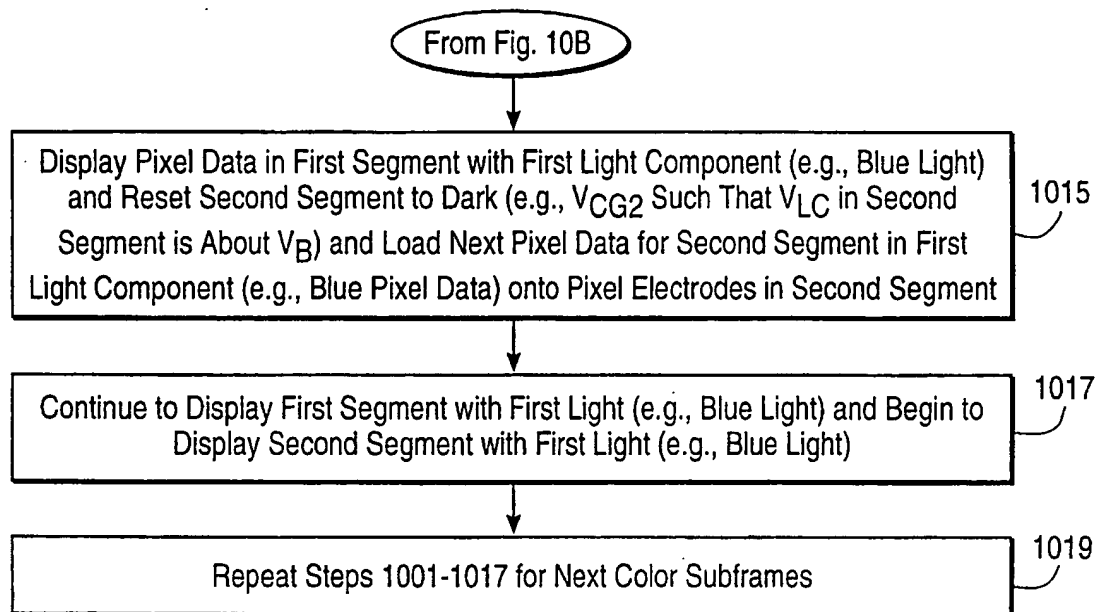 From Fig. 10B
Display Pixel Data in First Segment with First Light Component (e.g., Blue Light)
and Reset Second Segment to Dark (e.g., VCG2 Such That VLC in Second
Segment is About VB) and Load Next Pixel Data for Second Segment in First
Light Component (e.g., Blue Pixel Data) onto Pixel Electrodes in Second Segment
1015
Continue to Display First Segment with First Light (e.g., Blue Light) and Begin to
Display Second Segment with First Light (e.g., Blue Light)
1017
Repeat Steps 1001-1017 for Next Color Subframes
1019